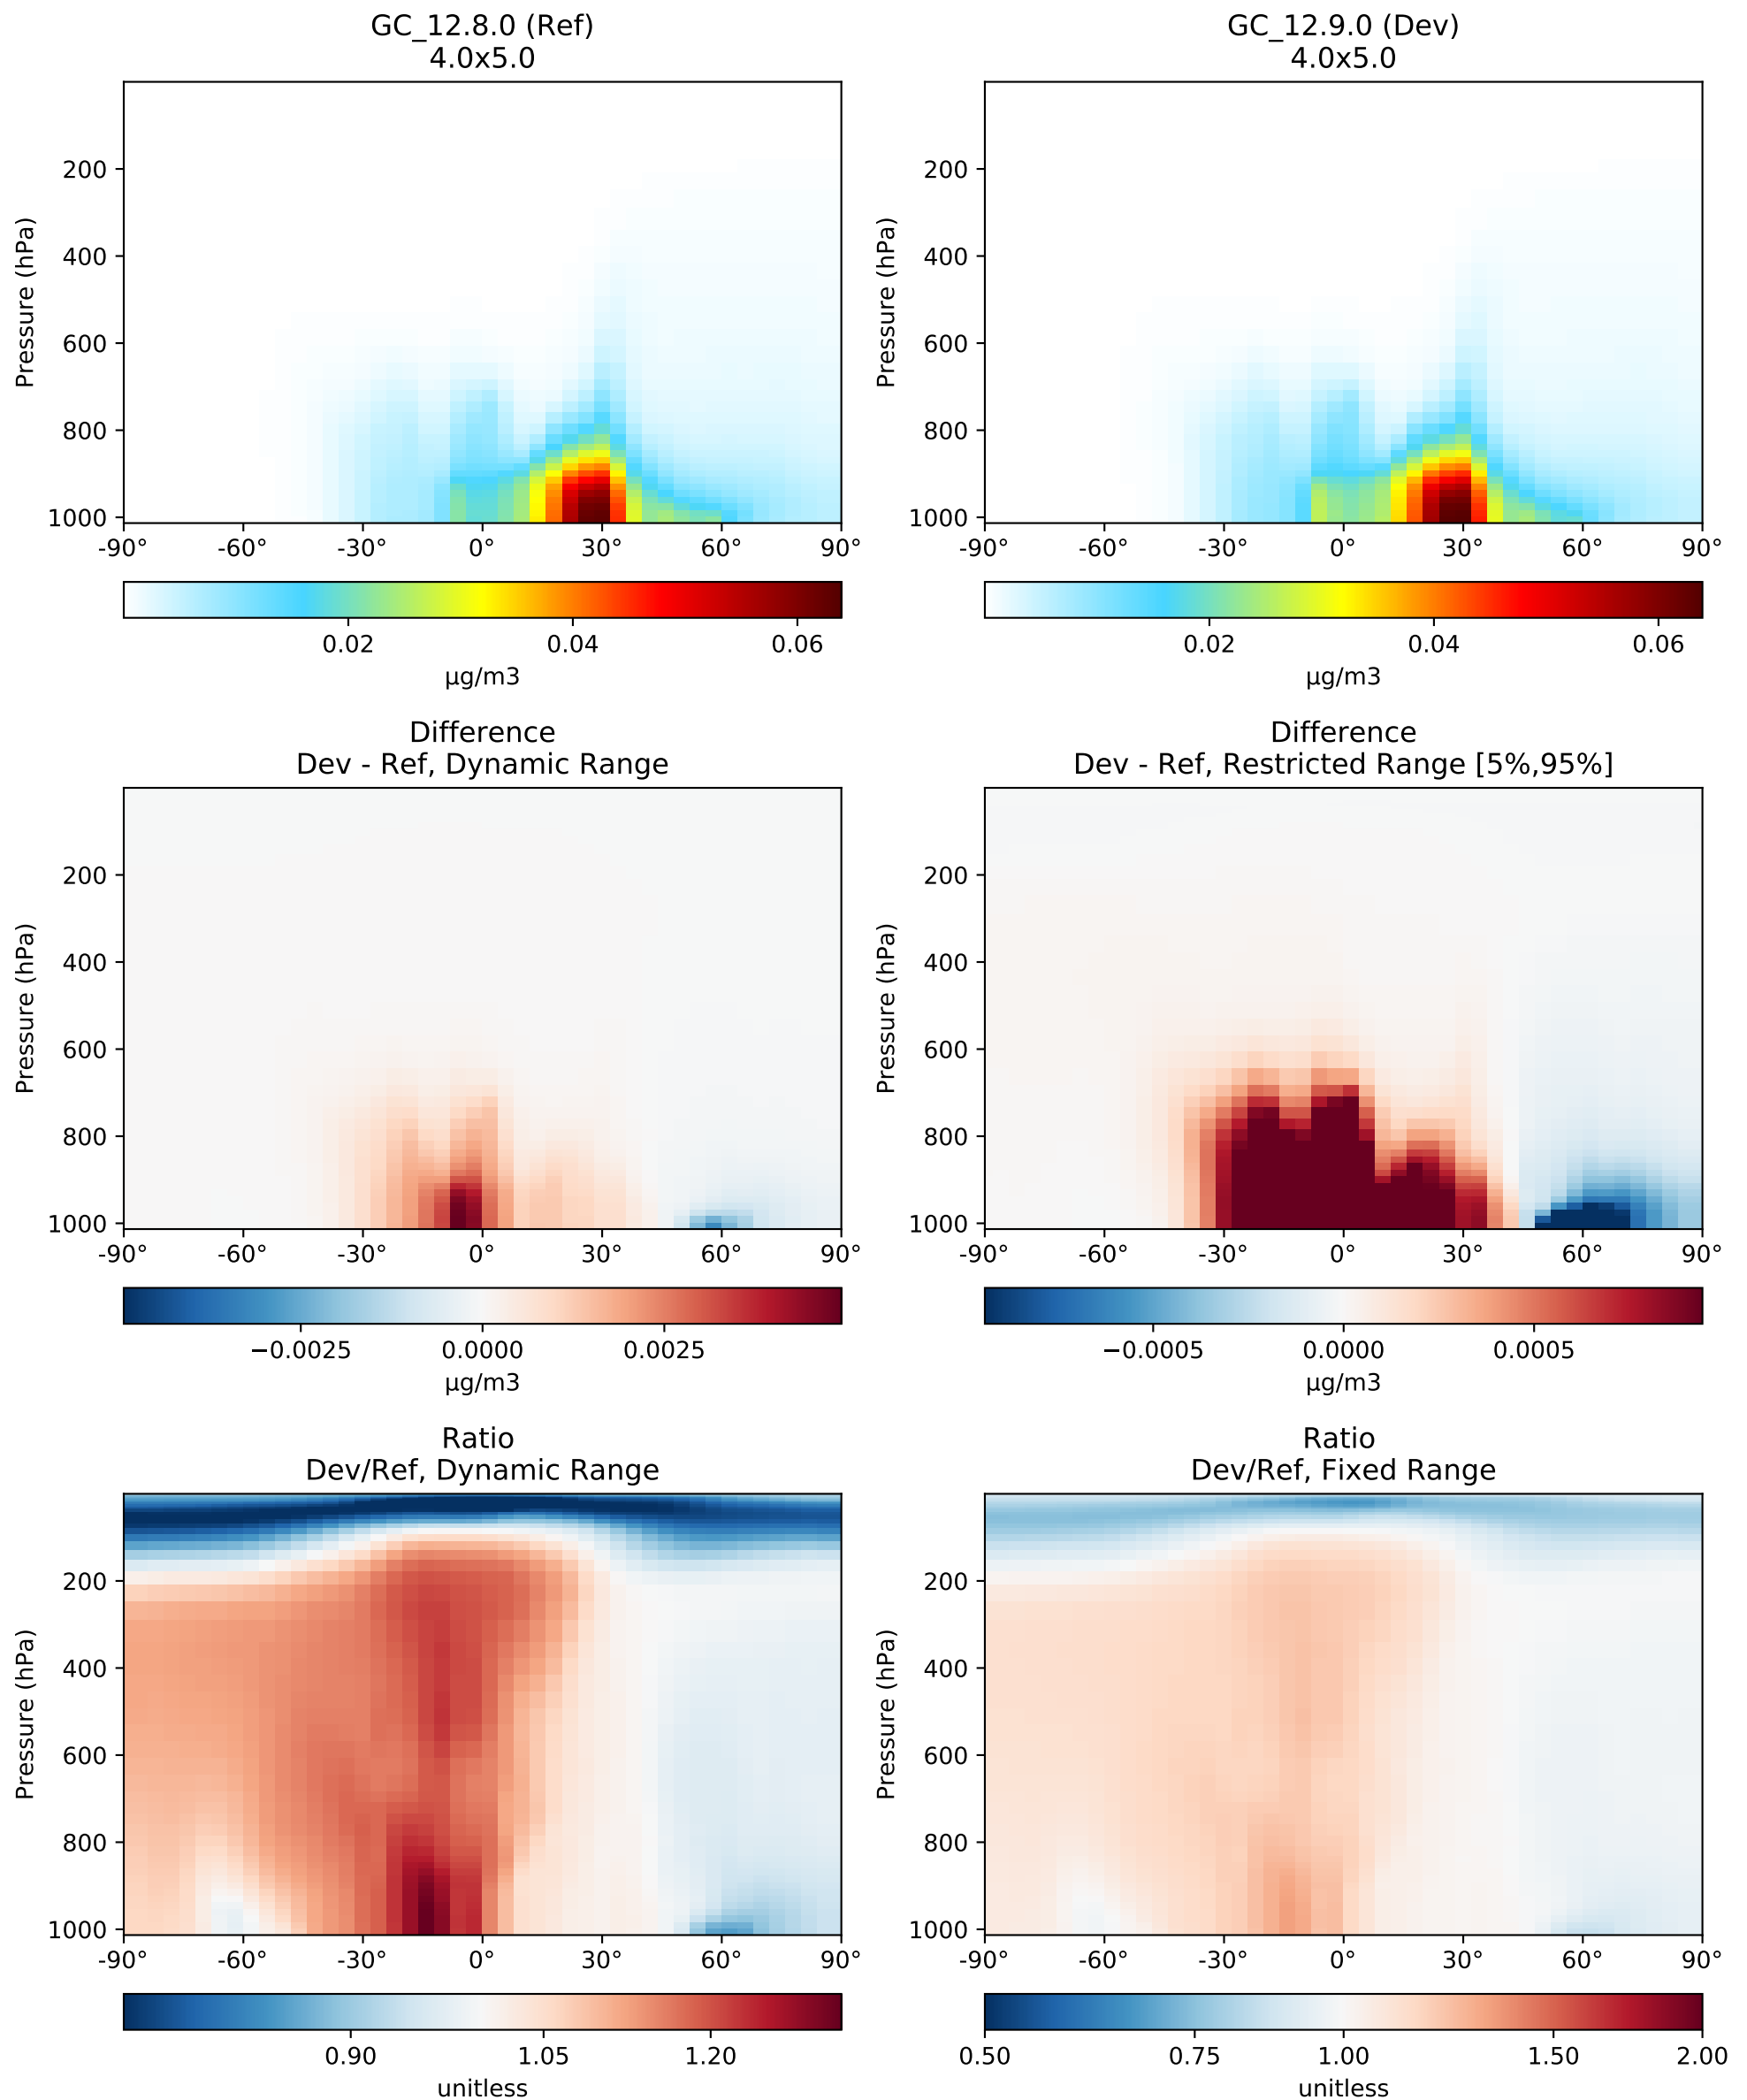 GC_12.8.0 (Ref)
4.0x5.0
GC_12.9.0 (Dev)
4.0x5.0
Pressure (hPa)
200
400
600
800
1000
-90° -60° -30° 0° 30° 60° 90°
0.02 0.04 0.06
µg/m3
Pressure (hPa)
200
400
600
800
1000
-90° -60° -30° 0° 30° 60° 90°
0.02 0.04 0.06
µg/m3
Difference
Dev - Ref, Dynamic Range
Difference
Dev - Ref, Restricted Range [5%,95%]
Pressure (hPa)
200
400
600
800
1000
-90° -60° -30° 0° 30° 60° 90°
−0.0025 0.0000 0.0025
µg/m3
Pressure (hPa)
200
400
600
800
1000
-90° -60° -30° 0° 30° 60° 90°
−0.0005 0.0000 0.0005
µg/m3
Ratio
Dev/Ref, Dynamic Range
Ratio
Dev/Ref, Fixed Range
Pressure (hPa)
200
400
600
800
1000
-90° -60° -30° 0° 30° 60° 90°
0.90 1.05 1.20
unitless
Pressure (hPa)
200
400
600
800
1000
-90° -60° -30° 0° 30° 60° 90°
0.50 0.75 1.00 1.50 2.00
unitless